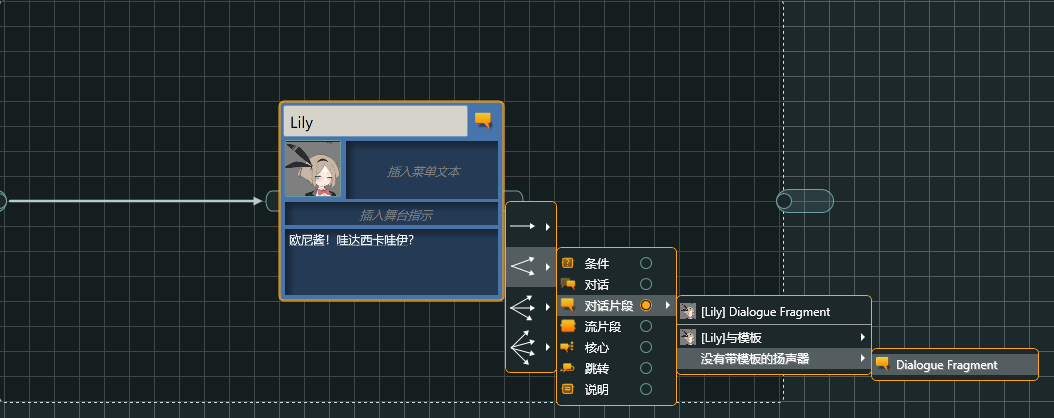 Lily
插入菜单文本
插入舞台指示
欧尼酱！哇达西卡哇伊？
条件
对话
对话片段
流片段
核心
跳转
说明
[Lily] Dialogue Fragment
[Lily]与模板
没有带模板的扬声器
Dialogue Fragment